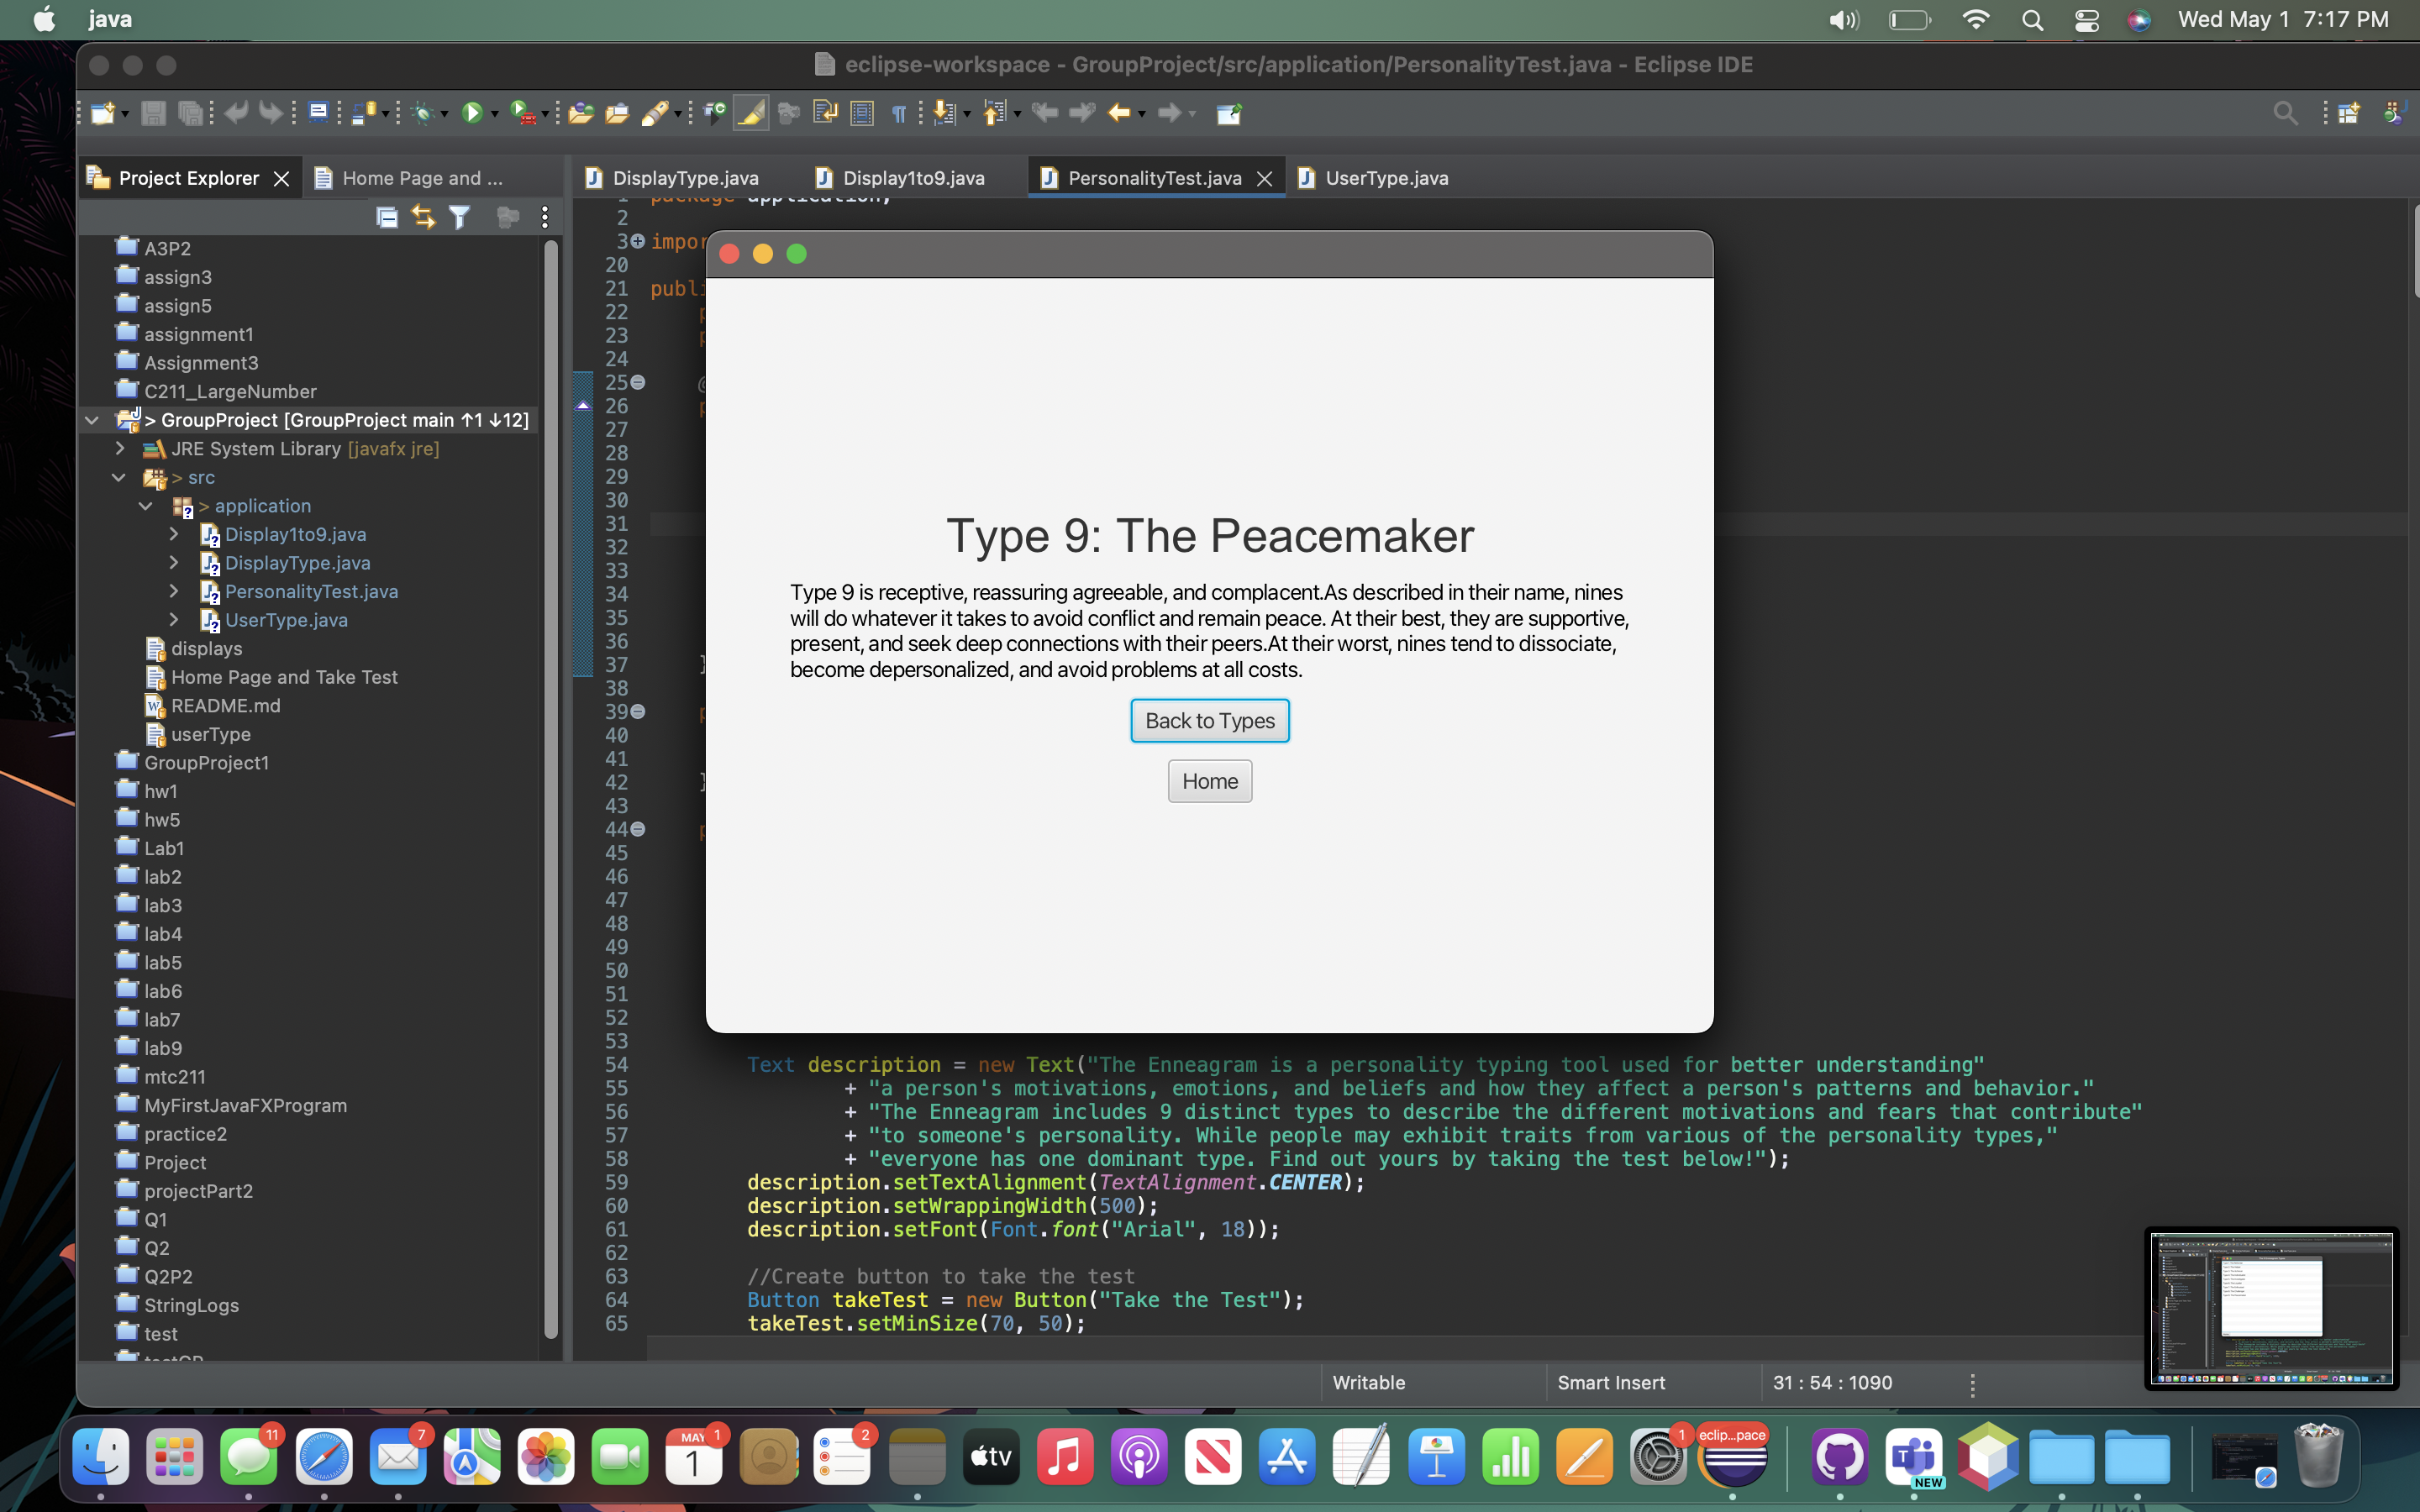 java
Wed May 1 7:17 PM
eclipse-workspace - GroupProject/src/application/PersonalityTest.java - Eclipse IDE
Project Explorer
Home Page and ...
DisplayType.java
Display1to9.java
PersonalityTest.java
UserType.java
A3P2
assign3
assign5
assignment1
Assignment3
C211_LargeNumber
> GroupProject [GroupProject main ↑1 ↓12]
JRE System Library [javafx jre]
> src
> application
Display1to9.java
DisplayType.java
PersonalityTest.java
UserType.java
displays
Home Page and Take Test
README.md
userType
GroupProject1
hw1
hw5
Lab1
lab2
lab3
lab4
lab5
lab6
lab7
lab9
mtc211
MyFirstJavaFXProgram
practice2
Project
projectPart2
Q1
Q2
Q2P2
StringLogs
test
1 package application;
2
3 impor
20
21 publi
22
23
24
25
26
27
28
29
30
31
32
33
34
35
36
37 }
38
39
40
41
42 }
43
44
45
46
47
48
49
50
51
52
53
Type 9: The Peacemaker
Type 9 is receptive, reassuring agreeable, and complacent.As described in their name, nines
will do whatever it takes to avoid conflict and remain peace. At their best, they are supportive,
present, and seek deep connections with their peers.At their worst, nines tend to dissociate,
become depersonalized, and avoid problems at all costs.
Back to Types
Home
54 Text description = new Text("The Enneagram is a personality typing tool used for better understanding"
55 + "a person's motivations, emotions, and beliefs and how they affect a person's patterns and behavior."
56 + "The Enneagram includes 9 distinct types to describe the different motivations and fears that contribute"
57 + "to someone's personality. While people may exhibit traits from various of the personality types,"
58 + "everyone has one dominant type. Find out yours by taking the test below!");
59 description.setTextAlignment(TextAlignment.CENTER);
60 description.setWrappingWidth(500);
61 description.setFont(Font.font("Arial", 18));
62
63 //Create button to take the test
64 Button takeTest = new Button("Take the Test");
65 takeTest.setMinSize(70, 50);
Writable
Smart Insert
31 : 54 : 1090
11
7
MAY
1
1
2
tv
1
eclip...pace
NEW